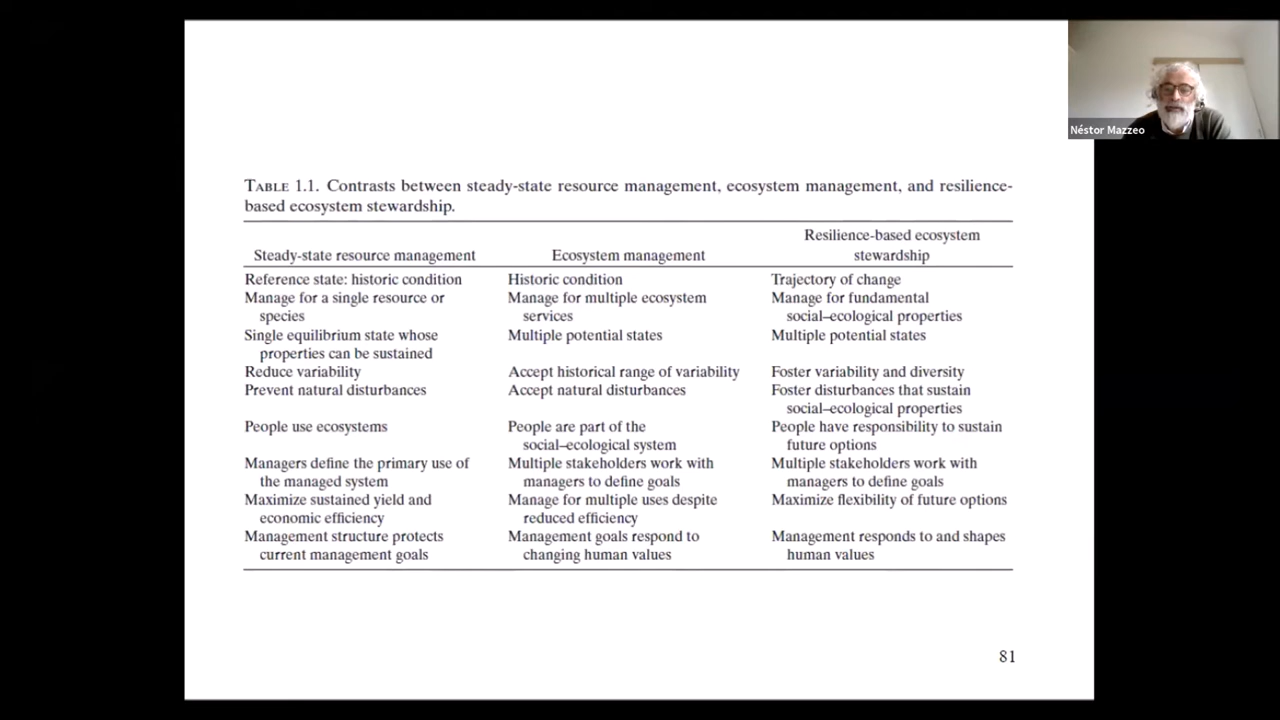 Néstor Mazzeo
TABLE 1.1. Contrasts between steady-state resource management, ecosystem management, and resilience-
based ecosystem stewardship.
Steady-state resource management
Ecosystem management
Resilience-based ecosystem
stewardship
Reference state: historic condition
Historic condition
Trajectory of change
Manage for a single resource or
species
Manage for multiple ecosystem
services
Manage for fundamental
social–ecological properties
Single equilibrium state whose
properties can be sustained
Multiple potential states
Multiple potential states
Reduce variability
Accept historical range of variability
Foster variability and diversity
Prevent natural disturbances
Accept natural disturbances
Foster disturbances that sustain
social–ecological properties
People use ecosystems
People are part of the
social–ecological system
People have responsibility to sustain
future options
Managers define the primary use of
the managed system
Multiple stakeholders work with
managers to define goals
Multiple stakeholders work with
managers to define goals
Maximize sustained yield and
economic efficiency
Manage for multiple uses despite
reduced efficiency
Maximize flexibility of future options
Management structure protects
current management goals
Management goals respond to
changing human values
Management responds to and shapes
human values
81